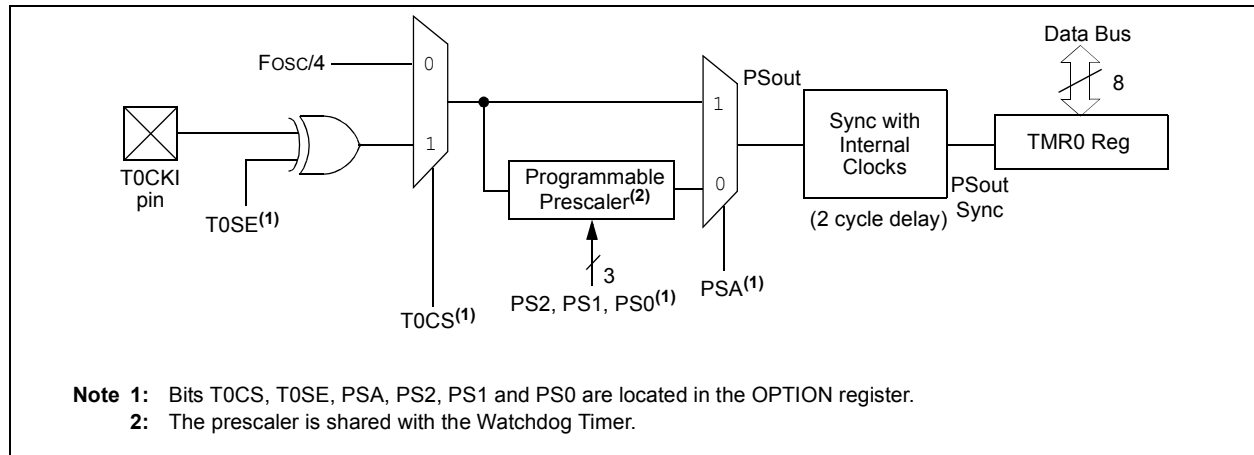 Data Bus
FOSC/4
0
PSout
8
1
Sync with
Internal
Clocks
TMR0 Reg
1
T0CKI
pin
Programmable
Prescaler(2)
0
PSout
Sync
T0SE(1)
(2 cycle delay)
3
PS2, PS1, PS0(1)
PSA(1)
T0CS(1)
Note 1: Bits T0CS, T0SE, PSA, PS2, PS1 and PS0 are located in the OPTION register.
2: The prescaler is shared with the Watchdog Timer.